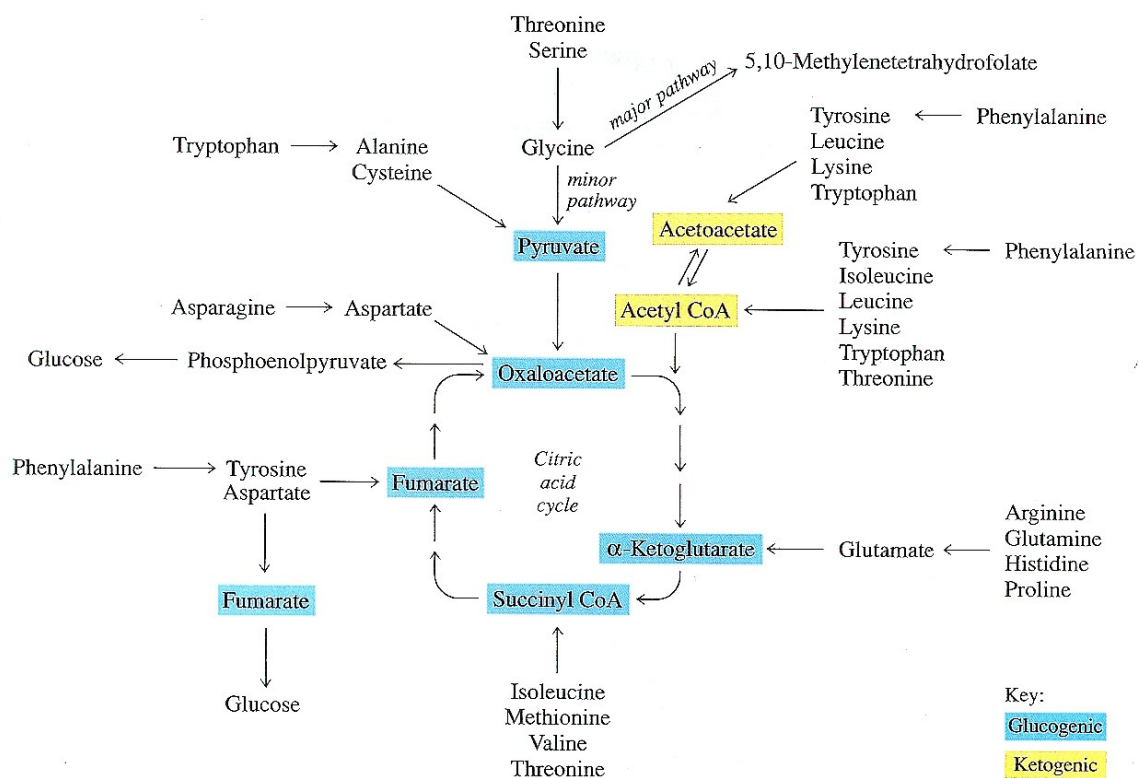 Threonine
Serine
5,10-Methylenetetrahydrofolate
major pathway
Tyrosine
Phenylalanine
Leucine
Lysine
Tryptophan
Tryptophan
Alanine
Cysteine
Glycine
minor
pathway
Pyruvate
Acetoacetate
Tyrosine
Phenylalanine
Isoleucine
Leucine
Lysine
Tryptophan
Threonine
Acetyl CoA
Asparagine
Aspartate
Glucose
Phosphoenolpyruvate
Oxaloacetate
Phenylalanine
Tyrosine
Aspartate
Fumarate
Citric
acid
cycle
α-Ketoglutarate
Glutamate
Arginine
Glutamine
Histidine
Proline
Fumarate
Succinyl CoA
Glucose
Isoleucine
Methionine
Valine
Threonine
Key:
Glucogenic
Ketogenic